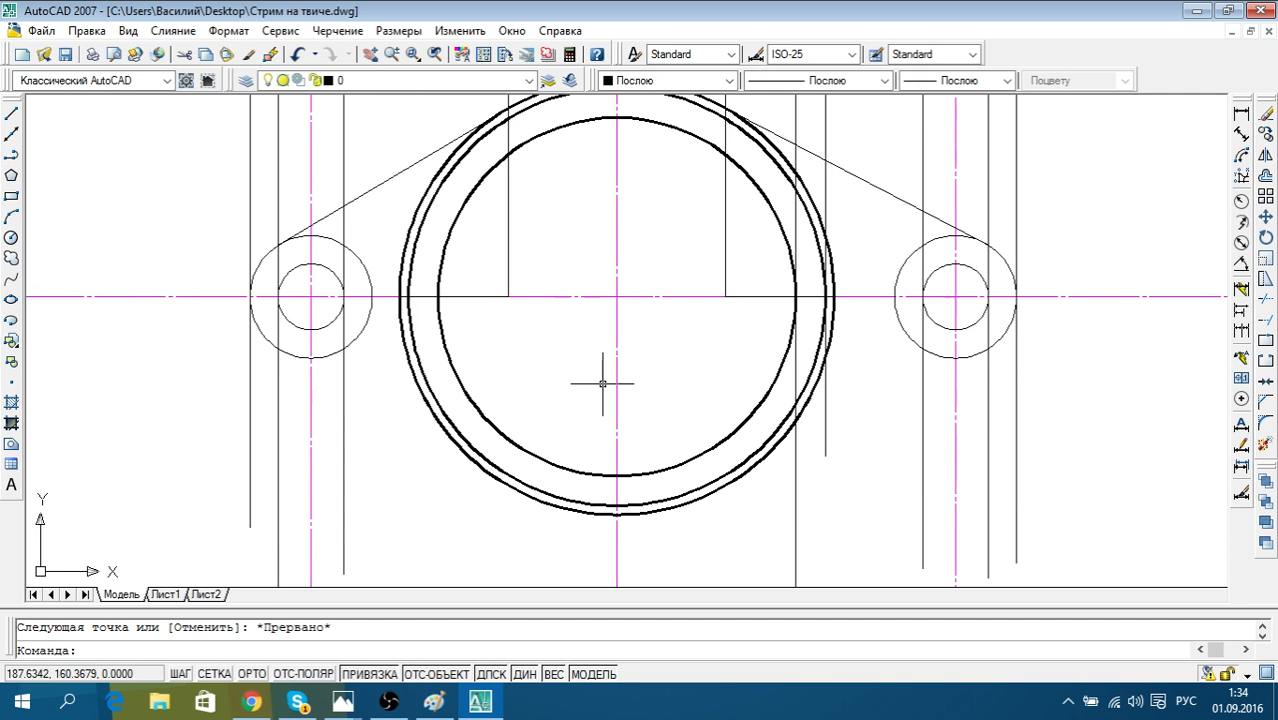 AutoCAD 2007 - [C:\Users\Василий\Desktop\Стрим на твиче.dwg]
Файл Правка Вид Слияние Формат Сервис Черчение Размеры Изменить Окно Справка
Standard ISO-25 Standard
Классический AutoCAD 0 Послою Послою Послою Поцвету
Y
X
Модель Лист1 Лист2
Следующая точка или [Отменить]: *Прервано*
Команда:
187.6342, 160.3679, 0.0000 ШАГ СЕТКА ОРТО ОТС-ПОЛЯР ПРИВЯЗКА ОТС-ОБЪЕКТ ДПСК ДИН ВЕС МОДЕЛЬ
РУС
1:34
01.09.2016